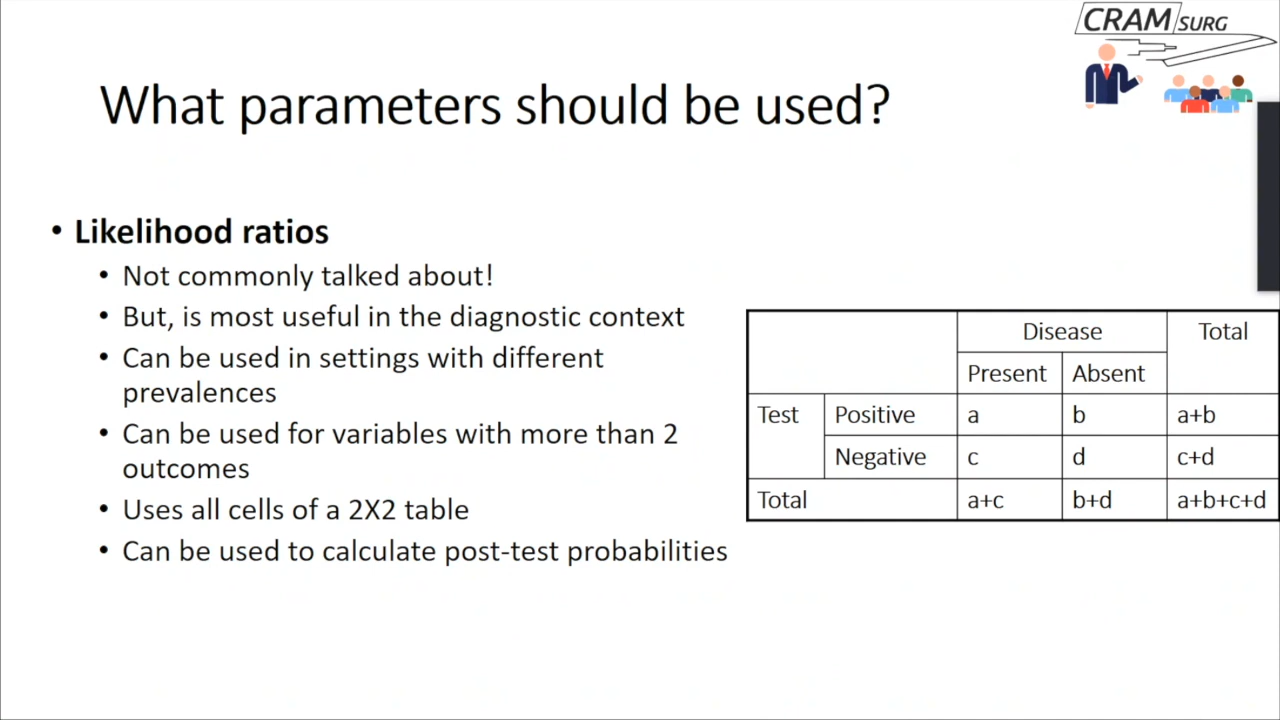 CRAM SURG
What parameters should be used?
• Likelihood ratios
• Not commonly talked about!
• But, is most useful in the diagnostic context
• Can be used in settings with different
prevalences
• Can be used for variables with more than 2
outcomes
• Uses all cells of a 2X2 table
• Can be used to calculate post-test probabilities
Disease Total
Present Absent
Test Positive a b a+b
Negative c d c+d
Total a+c b+d a+b+c+d